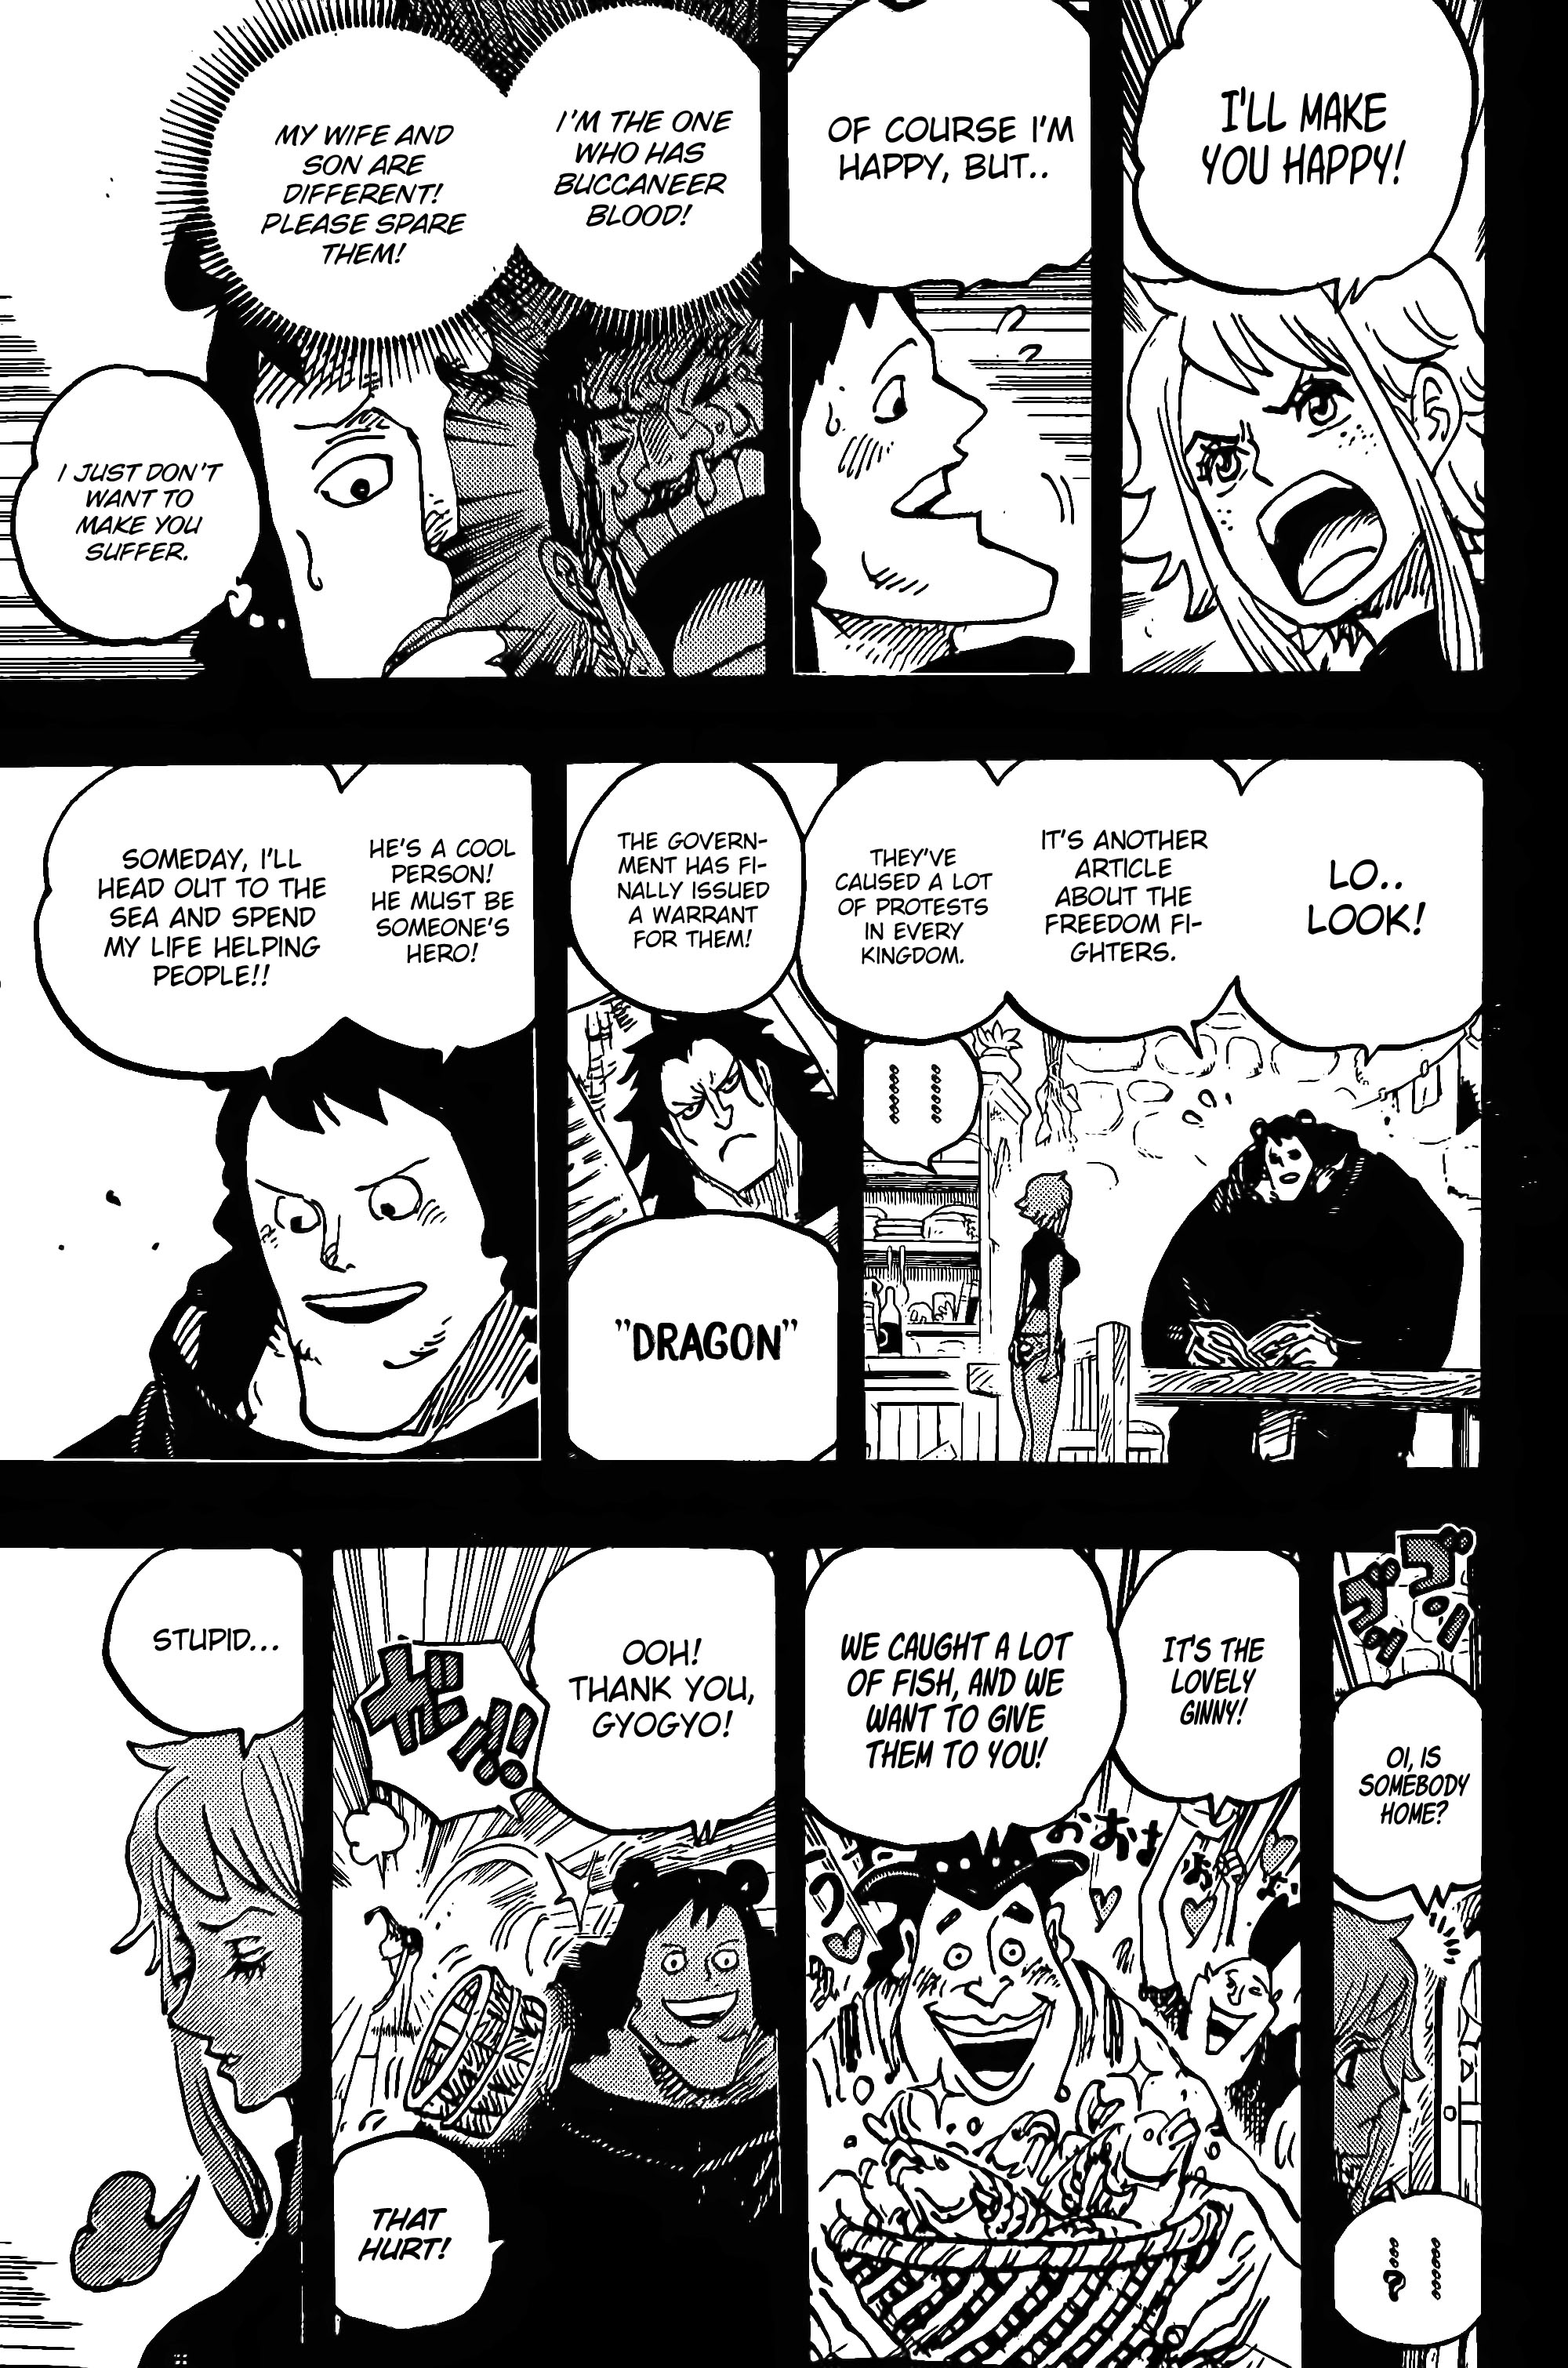 I'LL MAKE
YOU HAPPY!
OF COURSE I'M
HAPPY, BUT..
I'M THE ONE
WHO HAS
BUCCANEER
BLOOD!
MY WIFE AND
SON ARE
DIFFERENT!
PLEASE SPARE
THEM!
I JUST DON'T
WANT TO
MAKE YOU
SUFFER.
LO..
LOOK!
IT'S ANOTHER
ARTICLE
ABOUT THE
FREEDOM FI-
GHTERS.
THEY'VE
CAUSED A LOT
OF PROTESTS
IN EVERY
KINGDOM.
THE GOVERN-
MENT HAS FI-
NALLY ISSUED
A WARRANT
FOR THEM!
"DRAGON"
HE'S A COOL
PERSON!
HE MUST BE
SOMEONE'S
HERO!
SOMEDAY, I'LL
HEAD OUT TO THE
SEA AND SPEND
MY LIFE HELPING
PEOPLE!!
OI, IS
SOMEBODY
HOME?
IT'S THE
LOVELY
GINNY!
WE CAUGHT A LOT
OF FISH, AND WE
WANT TO GIVE
THEM TO YOU!
OOH!
THANK YOU,
GYOGYO!
THAT
HURT!
STUPID...